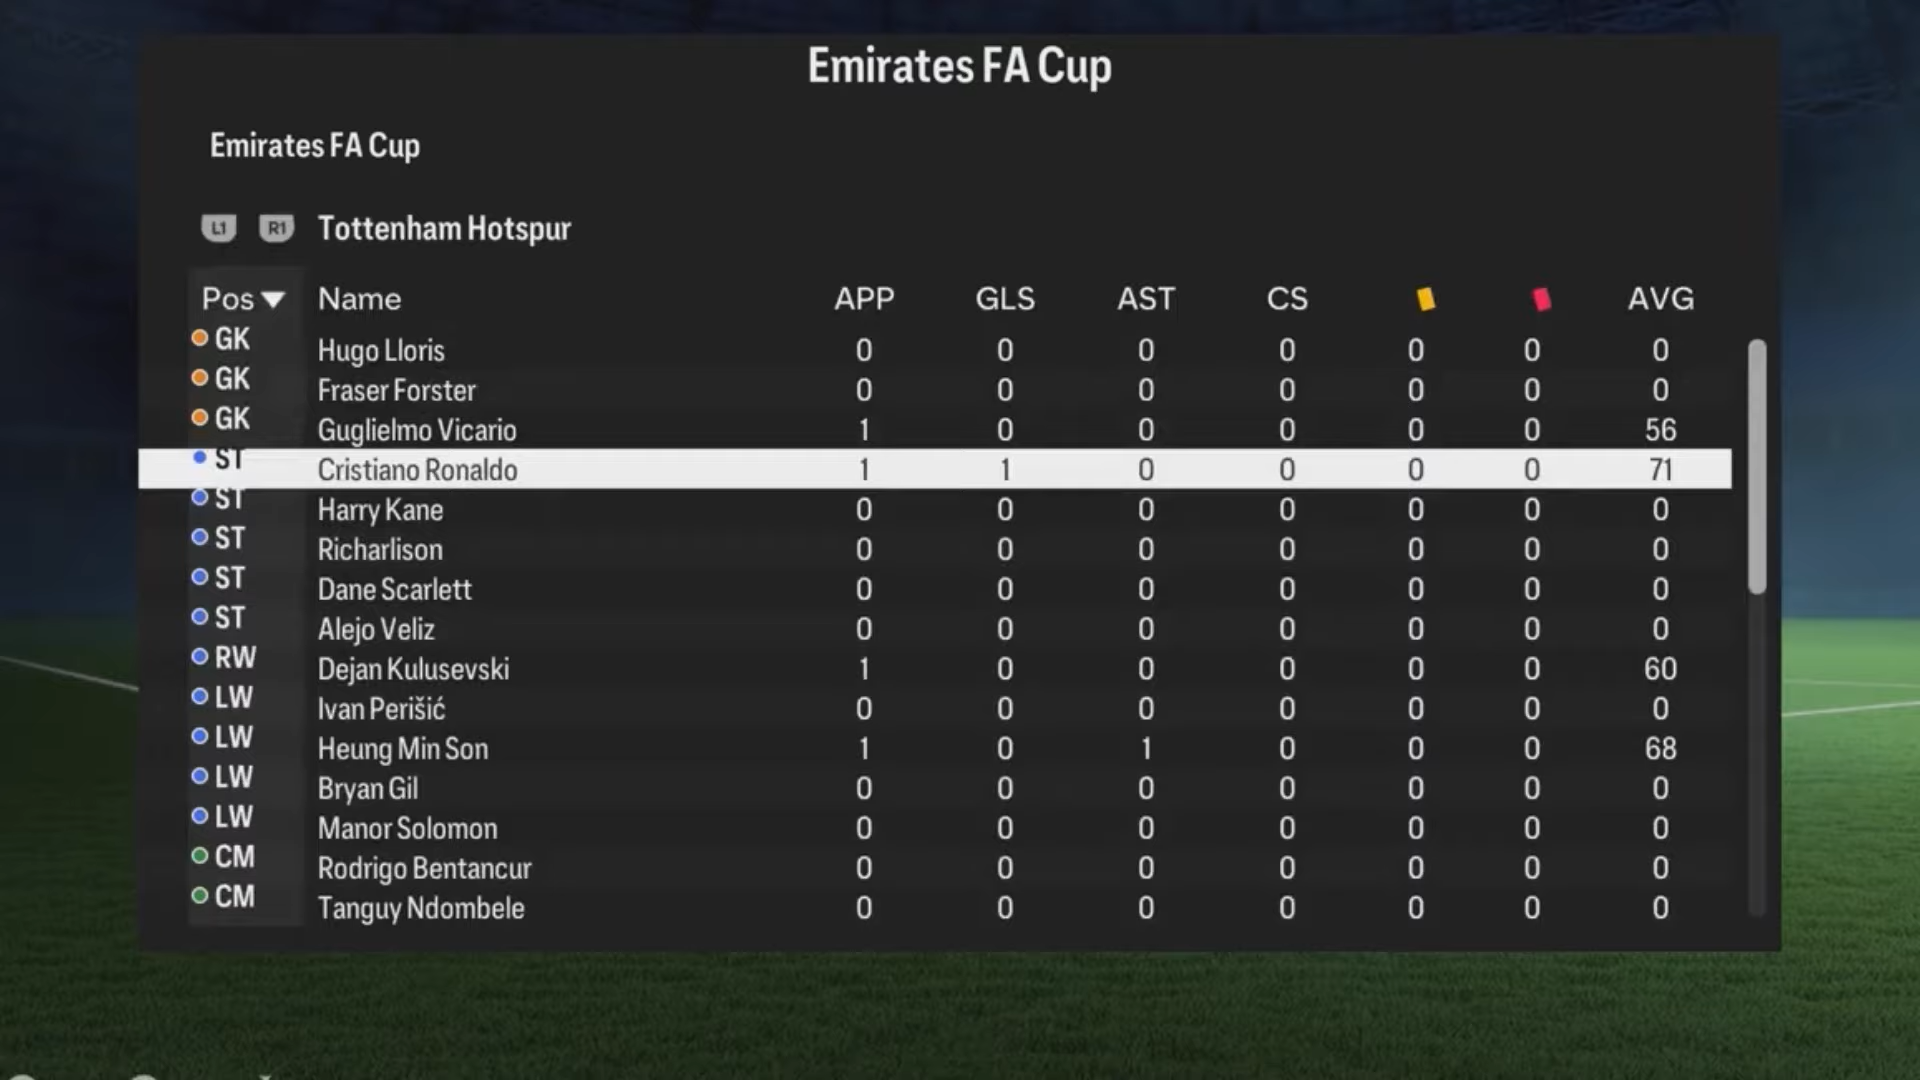 Emirates FA Cup
Emirates FA Cup
L1 R1 Tottenham Hotspur
Pos Name APP GLS AST CS AVG
GK Hugo Lloris 0 0 0 0 0 0 0
GK Fraser Forster 0 0 0 0 0 0 0
GK Guglielmo Vicario 1 0 0 0 0 0 56
ST Cristiano Ronaldo 1 1 0 0 0 0 71
ST Harry Kane 0 0 0 0 0 0 0
ST Richarlison 0 0 0 0 0 0 0
ST Dane Scarlett 0 0 0 0 0 0 0
ST Alejo Veliz 0 0 0 0 0 0 0
RW Dejan Kulusevski 1 0 0 0 0 0 60
LW Ivan Perišić 0 0 0 0 0 0 0
LW Heung Min Son 1 0 1 0 0 0 68
LW Bryan Gil 0 0 0 0 0 0 0
LW Manor Solomon 0 0 0 0 0 0 0
CM Rodrigo Bentancur 0 0 0 0 0 0 0
CM Tanguy Ndombele 0 0 0 0 0 0 0